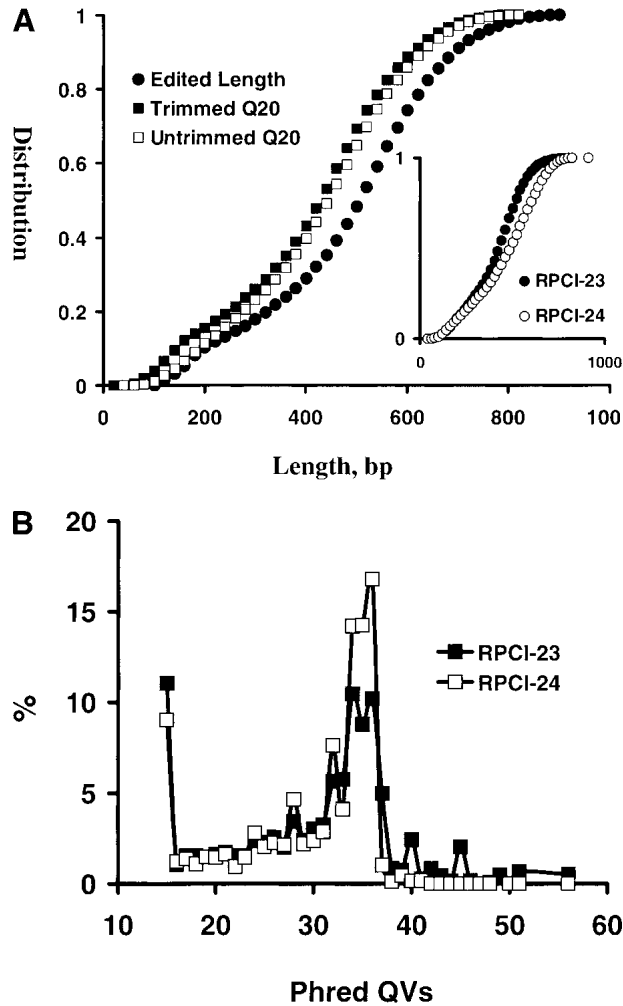 A
1
Edited Length
Trimmed Q20
Untrimmed Q20
0.8
0.6
0.4
0.2
0
Distribution
1
RPCI-23
RPCI-24
0
0
1000
0
200
400
600
800
100
Length, bp
B
20
15
10
5
0
%
RPCI-23
RPCI-24
10
20
30
40
50
60
Phred QVs